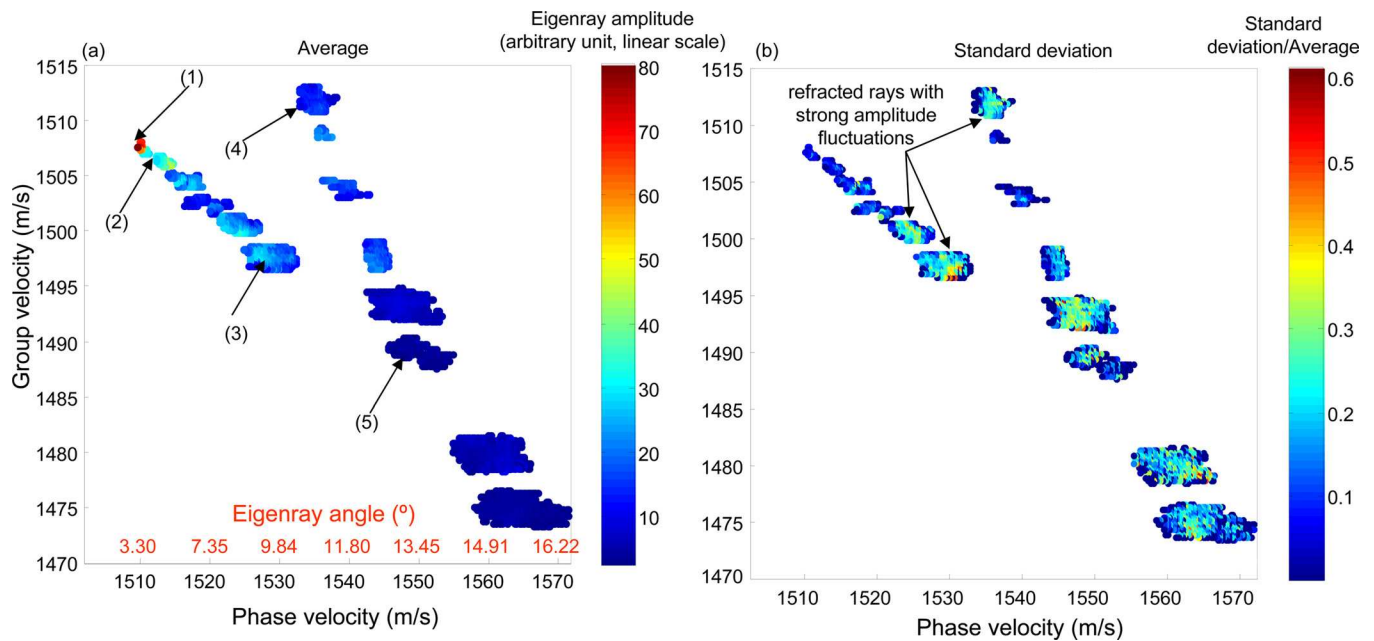 (a)
Average
Eigenray amplitude
(arbitrary unit, linear scale)
Group velocity (m/s)
1515
1510
1505
1500
1495
1490
1485
1480
1475
1470
(1)
(2)
(3)
(4)
(5)
Eigenray angle (º)
3.30 7.35 9.84 11.80 13.45 14.91 16.22
1510 1520 1530 1540 1550 1560 1570
Phase velocity (m/s)
80
70
60
50
40
30
20
10
(b)
Standard deviation
Standard
deviation/Average
refracted rays with
strong amplitude
fluctuations
1515
1510
1505
1500
1495
1490
1485
1480
1475
1470
1510 1520 1530 1540 1550 1560 1570
Phase velocity (m/s)
0.6
0.5
0.4
0.3
0.2
0.1